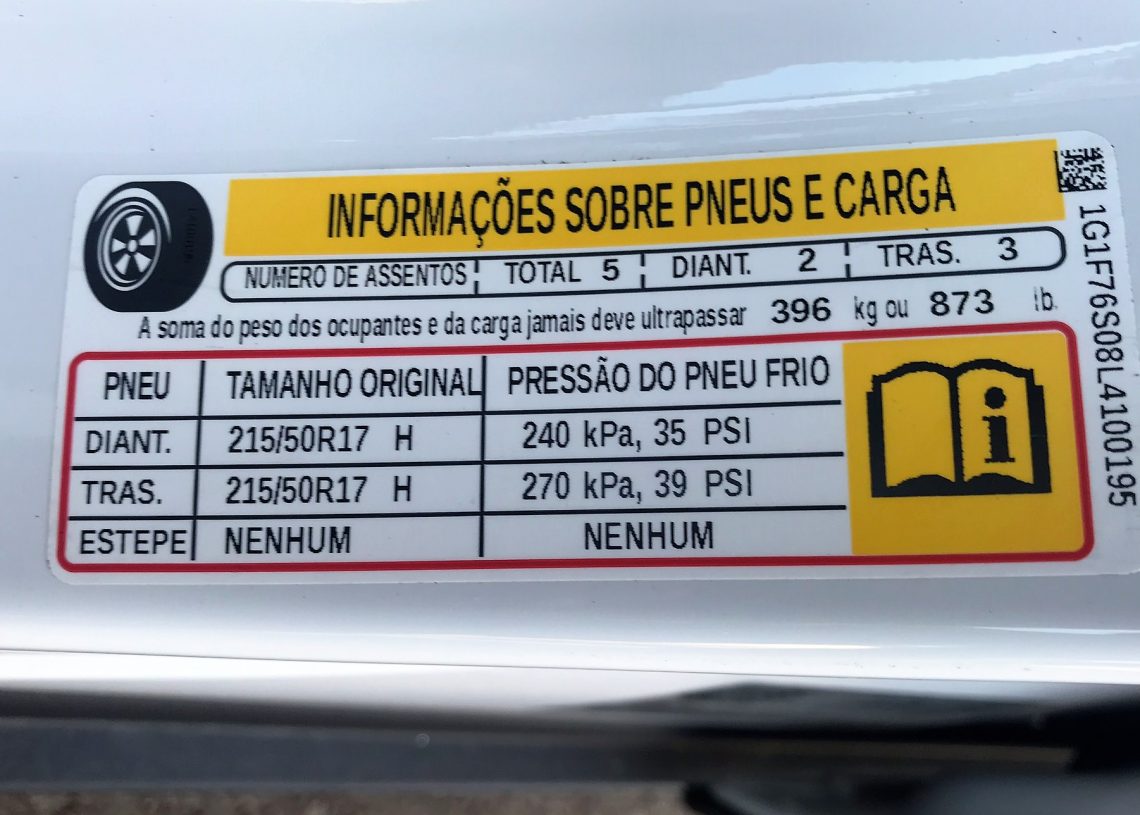 INFORMAÇÕES SOBRE PNEUS E CARGA
NUMERO DE ASSENTOS TOTAL 5 DIANT. 2 TRÁS. 3
A soma do peso dos ocupantes e da carga jamais deve ultrapassar 396 kg ou 873 lb.
PNEU TAMANHO ORIGINAL PRESSÃO DO PNEU FRIO
DIANT. 215/50R17 H 240 kPa, 35 PSI
TRAS. 215/50R17 H 270 kPa, 39 PSI
ESTEPE NENHUM NENHUM
1G1F76S08L4100195